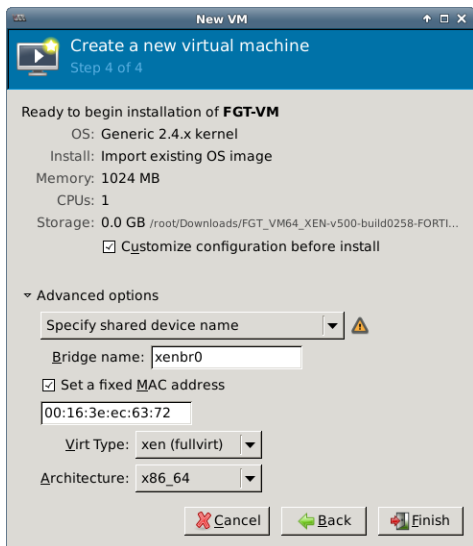 New VM
Create a new virtual machine
Step 4 of 4
Ready to begin installation of FGT-VM
OS: Generic 2.4.x kernel
Install: Import existing OS image
Memory: 1024 MB
CPUs: 1
Storage: 0.0 GB /root/Downloads/FGT_VM64_XEN-v500-build0258-FORTI...
Customize configuration before install
Advanced options
Specify shared device name
Bridge name: xenbr0
Set a fixed MAC address
00:16:3e:ec:63:72
Virt Type: xen (fullvirt)
Architecture: x86_64
Cancel Back Finish